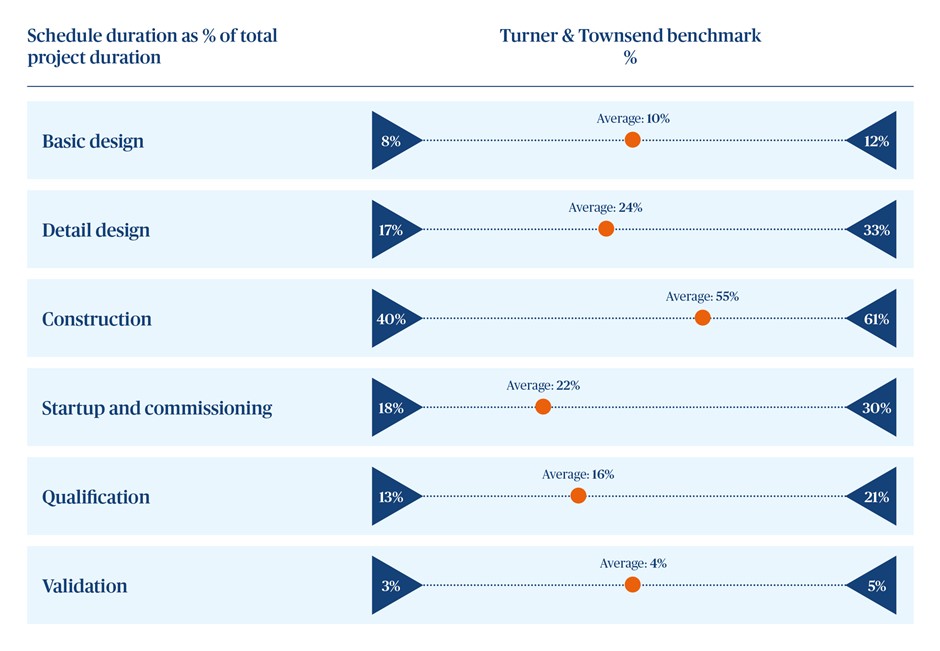 Schedule duration as % of total
project duration
Turner & Townsend benchmark
%
Basic design
8%
Average: 10%
12%
Detail design
17%
Average: 24%
33%
Construction
40%
Average: 55%
61%
Startup and commissioning
18%
Average: 22%
30%
Qualification
13%
Average: 16%
21%
Validation
3%
Average: 4%
5%